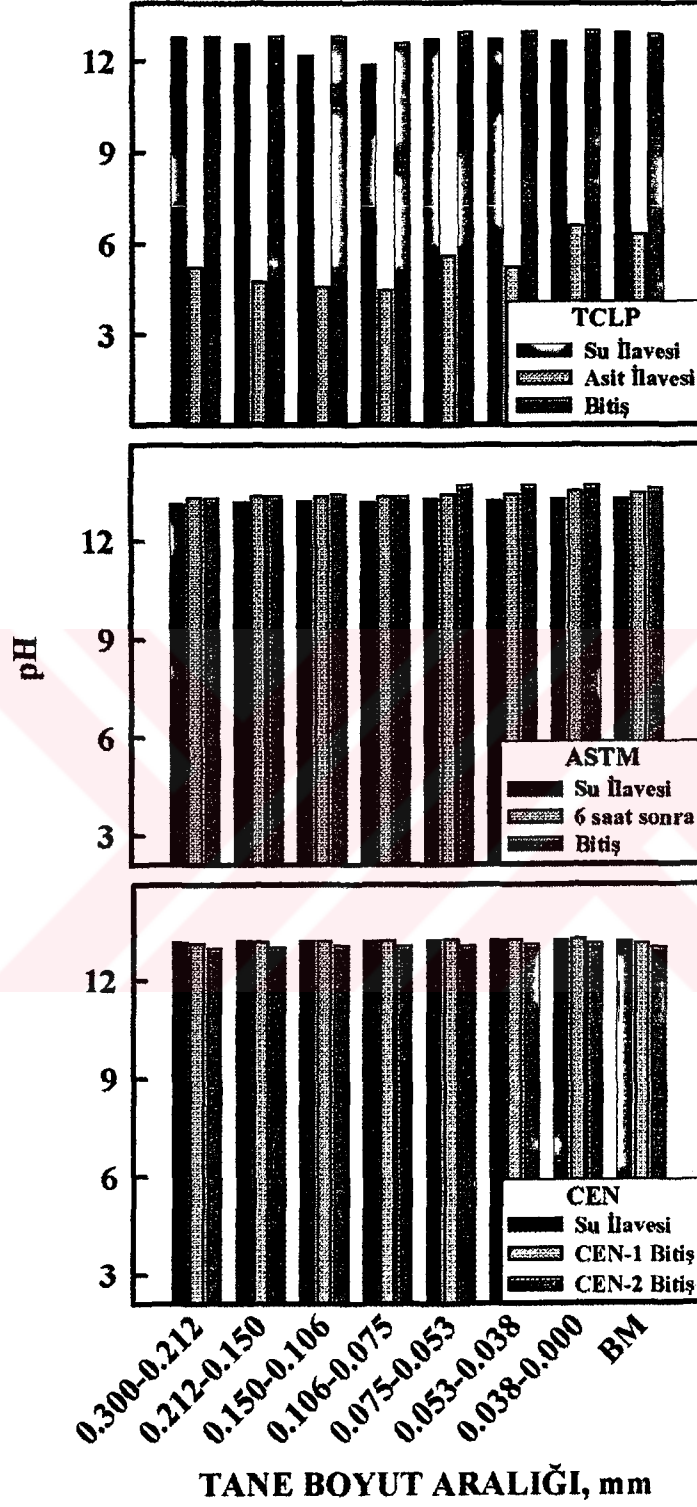 12
9
6
3
TCLP
Su İlavesi
Asit İlavesi
Bitiş
pH
12
9
6
3
ASTM
Su İlavesi
6 saat sonra
Bitiş
12
9
6
3
CEN
Su İlavesi
CEN-1 Bitiş
CEN-2 Bitiş
0.300-0.212
0.212-0.150
0.150-0.106
0.106-0.075
0.075-0.053
0.053-0.038
0.038-0.000
BM
TANE BOYUT ARALIĞI, mm